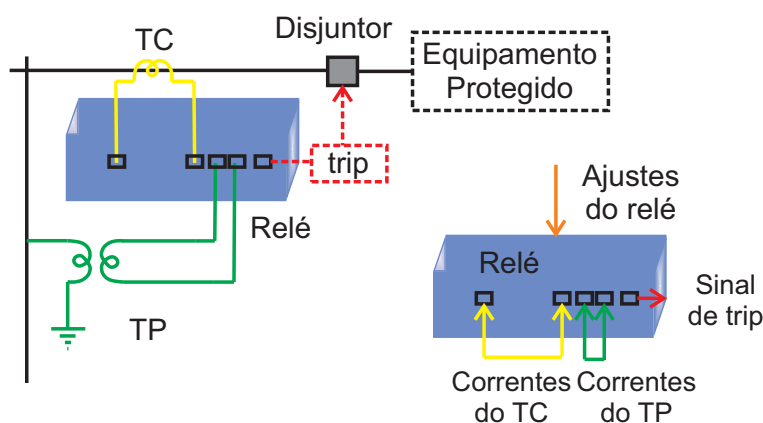 TC
Disjuntor
Equipamento
Protegido
trip
Relé
TP
Ajustes
do relé
Relé
Sinal
de trip
Correntes
do TC
Correntes
do TP